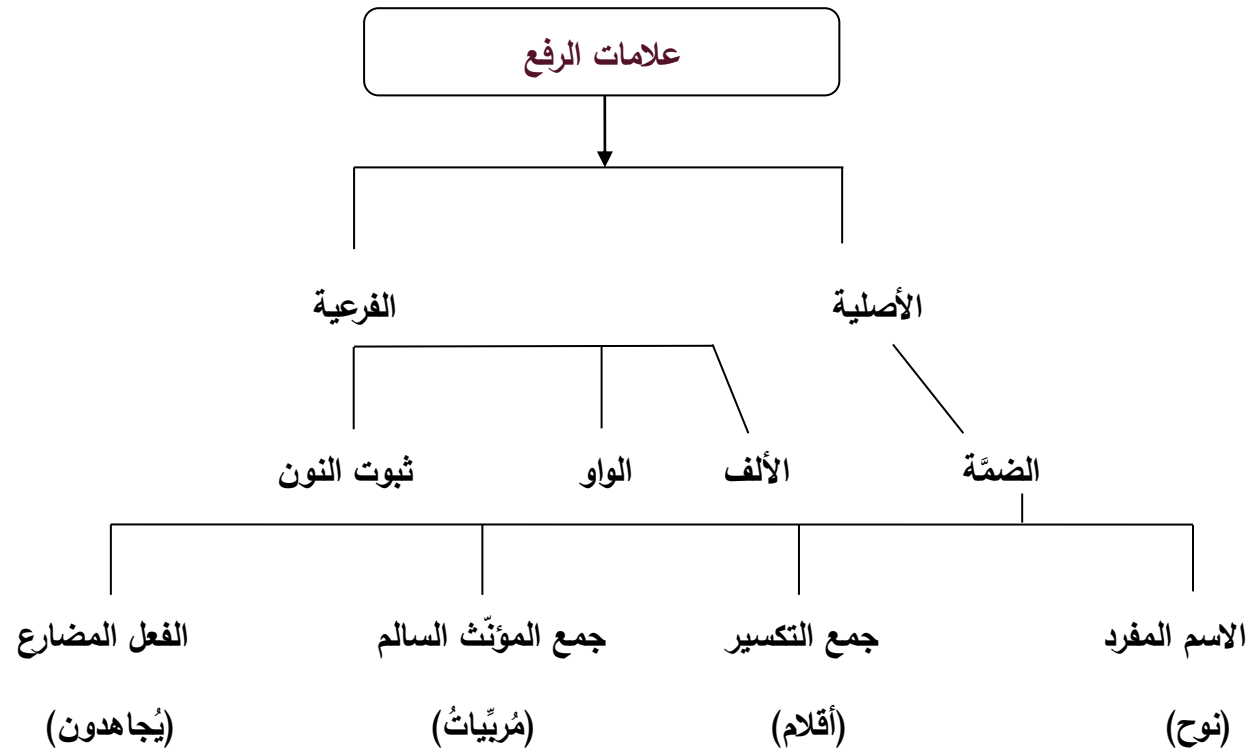 علامات الرفع
الأصلية
الفرعية
الضمَّة
الألف
الواو
ثبوت النون
الاسم المفرد
جمع التكسير
جمع المؤنّث السالم
الفعل المضارع
(نوح)
(أقلام)
(مُربِّياتُ)
(يُجاهدون)